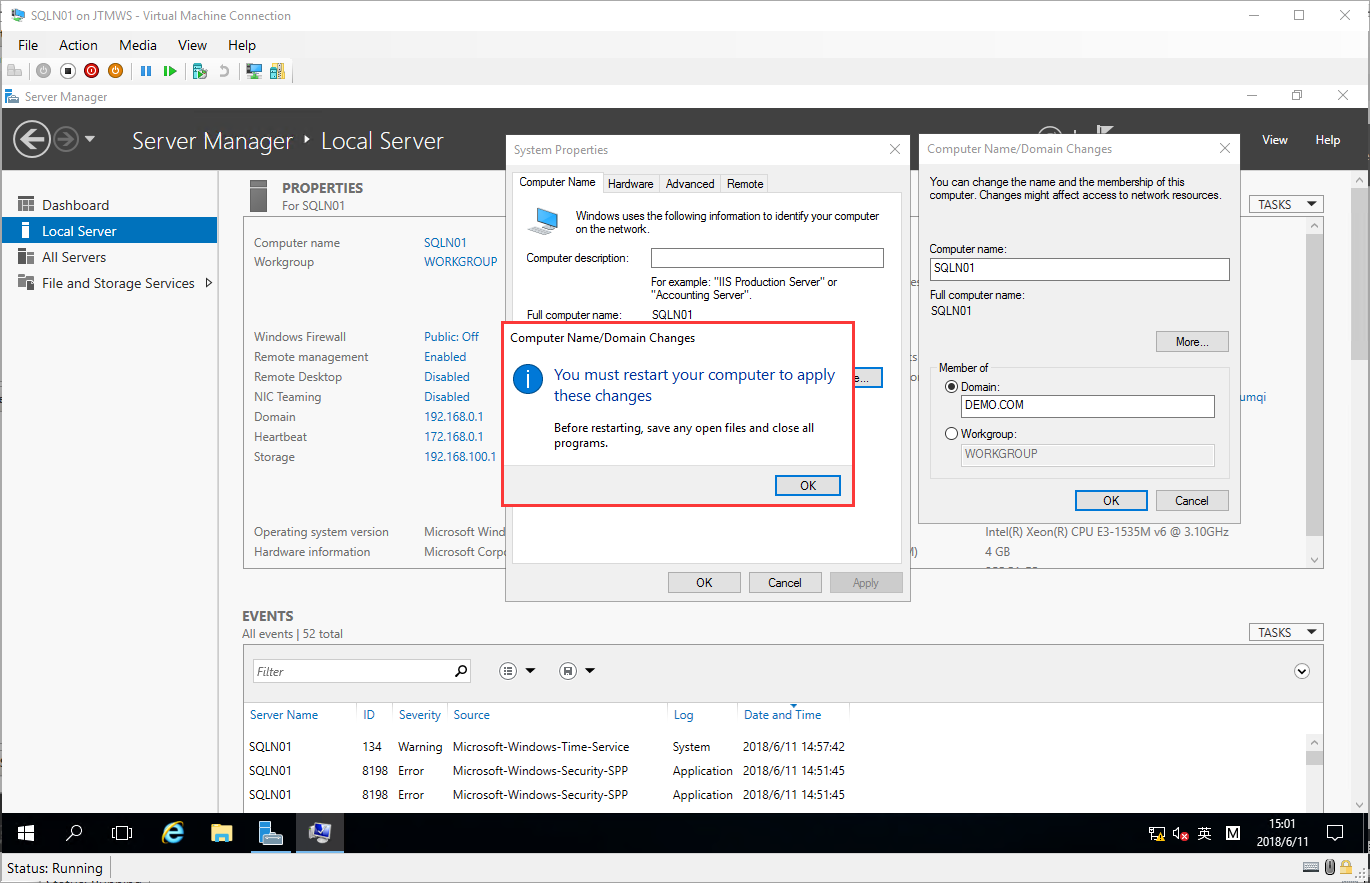 SQLN01 on JTMWS - Virtual Machine Connection
File Action Media View Help
Server Manager
Server Manager ‣ Local Server
View Help
Dashboard
Local Server
All Servers
File and Storage Services
PROPERTIES
For SQLN01
TASKS
Computer name SQLN01
Workgroup WORKGROUP
Windows Firewall Public: Off
Remote management Enabled
Remote Desktop Disabled
NIC Teaming Disabled
Domain 192.168.0.1
Heartbeat 172.168.0.1
Storage 192.168.100.1
Operating system version Microsoft Wind
Hardware information Microsoft Corp
umqi
Intel(R) Xeon(R) CPU E3-1535M v6 @ 3.10GHz
4 GB
System Properties
Computer Name Hardware Advanced Remote
Windows uses the following information to identify your computer
on the network.
Computer description:
For example: "IIS Production Server" or
"Accounting Server".
Full computer name: SQLN01
e...
OK Cancel Apply
Computer Name/Domain Changes
You must restart your computer to apply
these changes
Before restarting, save any open files and close all
programs.
OK
Computer Name/Domain Changes
You can change the name and the membership of this
computer. Changes might affect access to network resources.
Computer name:
SQLN01
Full computer name:
SQLN01
More...
Member of
Domain:
DEMO.COM
Workgroup:
WORKGROUP
OK Cancel
EVENTS
All events | 52 total
TASKS
Filter
Server Name ID Severity Source Log Date and Time
SQLN01 134 Warning Microsoft-Windows-Time-Service System 2018/6/11 14:57:42
SQLN01 8198 Error Microsoft-Windows-Security-SPP Application 2018/6/11 14:51:45
SQLN01 8198 Error Microsoft-Windows-Security-SPP Application 2018/6/11 14:51:45
英 M
15:01
2018/6/11
Status: Running